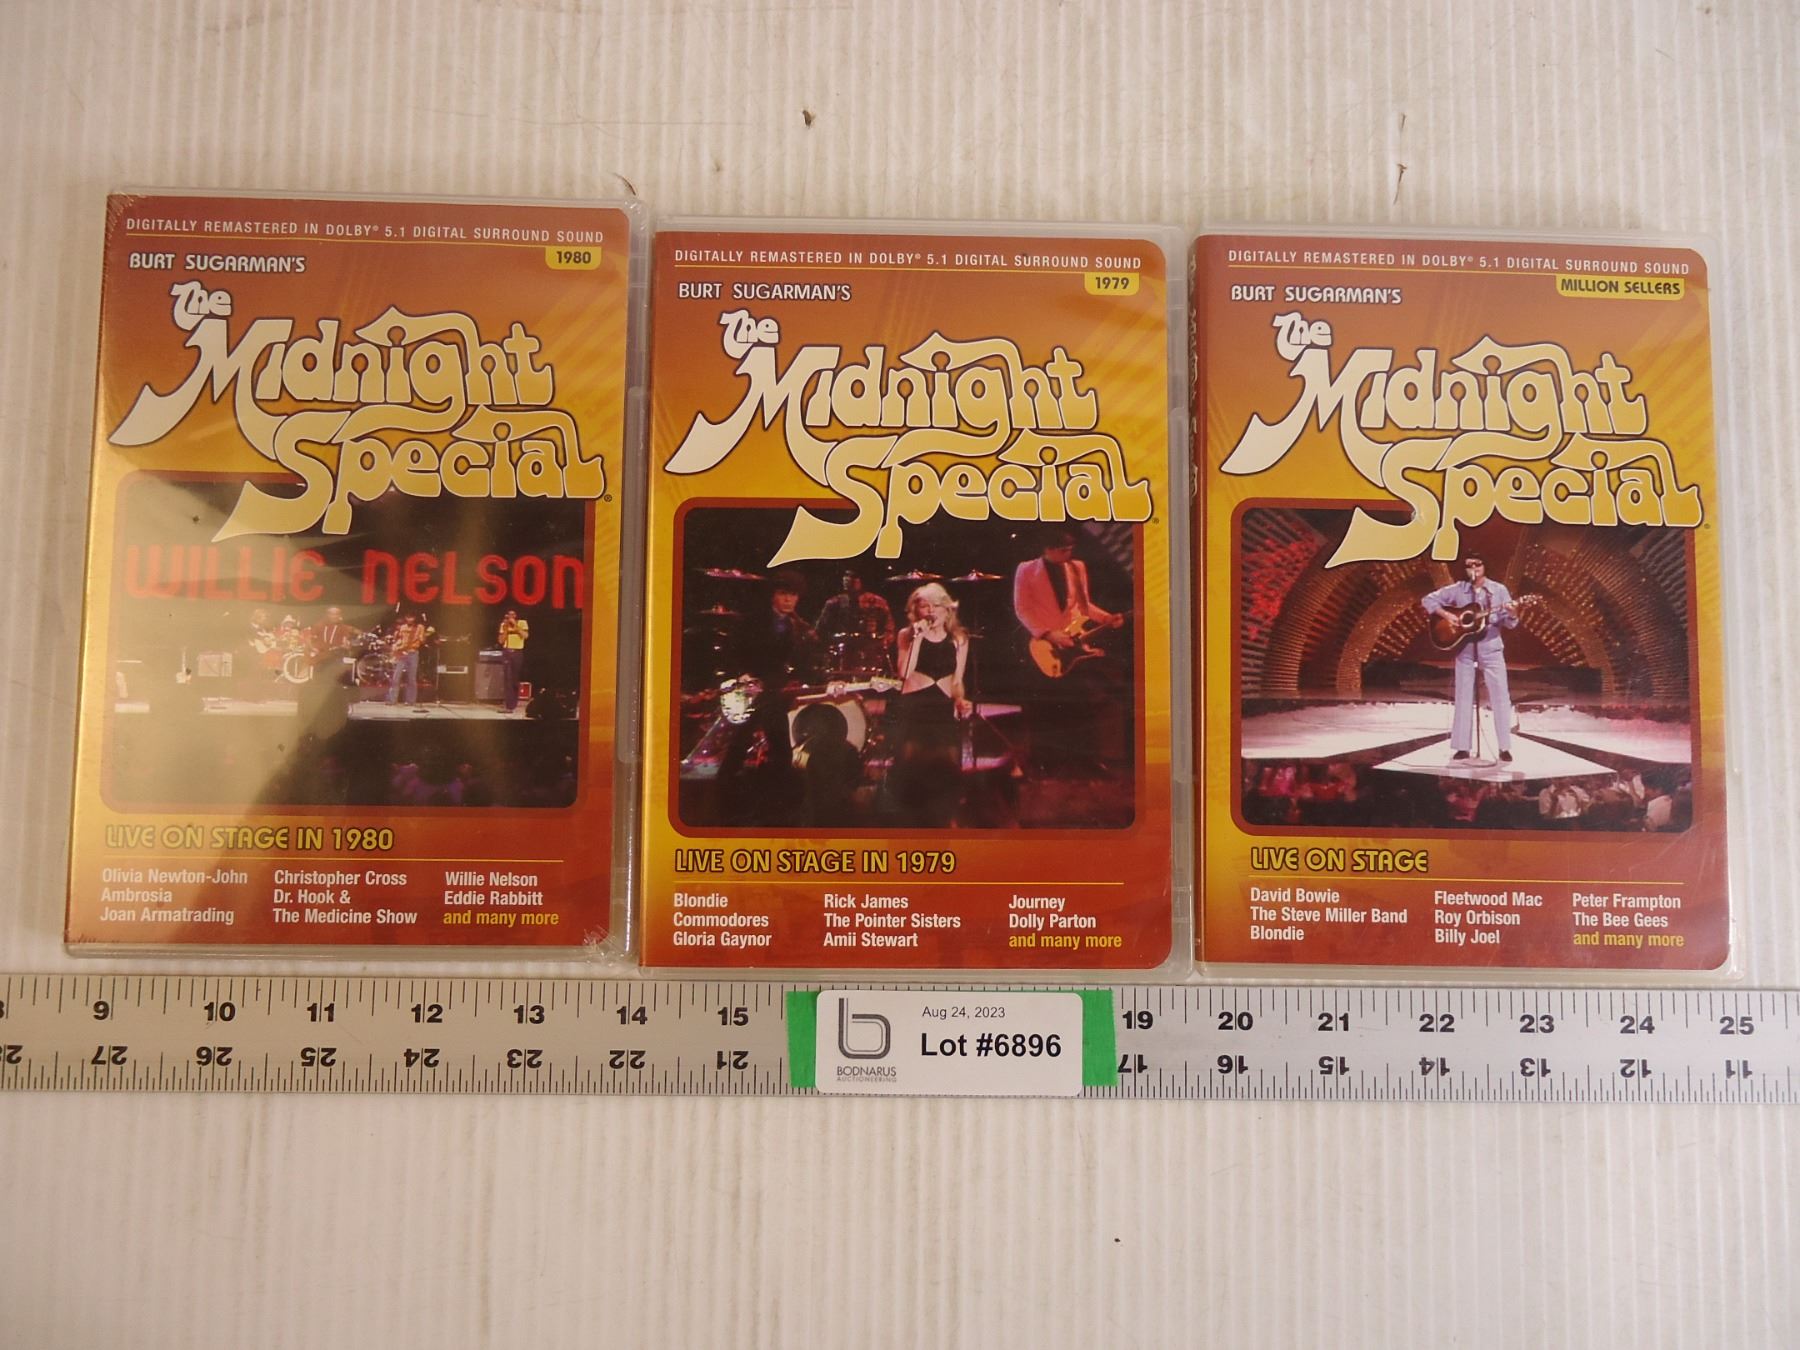 DIGITALLY REMASTERED IN DOLBY® 5.1 DIGITAL SURROUND SOUND
1980
BURT SUGARMAN'S
The
Midnight
Special®
WILLIE NELSON
LIVE ON STAGE IN 1980
Olivia Newton-John
Ambrosia
Joan Armatrading
Christopher Cross
Dr. Hook &
The Medicine Show
Willie Nelson
Eddie Rabbitt
and many more
DIGITALLY REMASTERED IN DOLBY® 5.1 DIGITAL SURROUND SOUND
1979
BURT SUGARMAN'S
The
Midnight
Special®
LIVE ON STAGE IN 1979
Blondie
Commodores
Gloria Gaynor
Rick James
The Pointer Sisters
Amii Stewart
Journey
Dolly Parton
and many more
DIGITALLY REMASTERED IN DOLBY® 5.1 DIGITAL SURROUND SOUND
MILLION SELLERS
BURT SUGARMAN'S
The
Midnight
Special®
LIVE ON STAGE
David Bowie
The Steve Miller Band
Blondie
Fleetwood Mac
Roy Orbison
Billy Joel
Peter Frampton
The Bee Gees
and many more
9 10 11 12 13 14 15 19 20 21 22 23 24 25
27 26 25 24 23 22 21 17 16 15 14 13 12 11
b
BODNARUS
AUCTIONEERING
Aug 24, 2023
Lot #6896